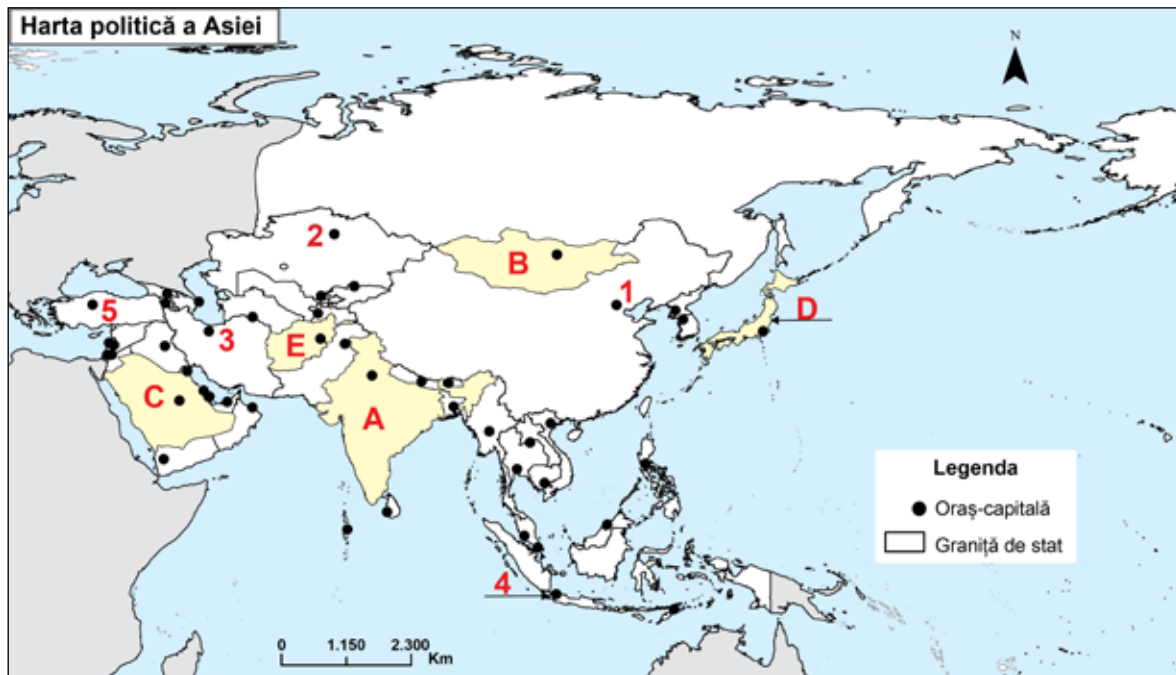 Harta politică a Asiei
N
2
B
1
5
3
E
D
C
A
Legenda
Oraș-capitală
Graniță de stat
4
0 1.150 2.300
Km